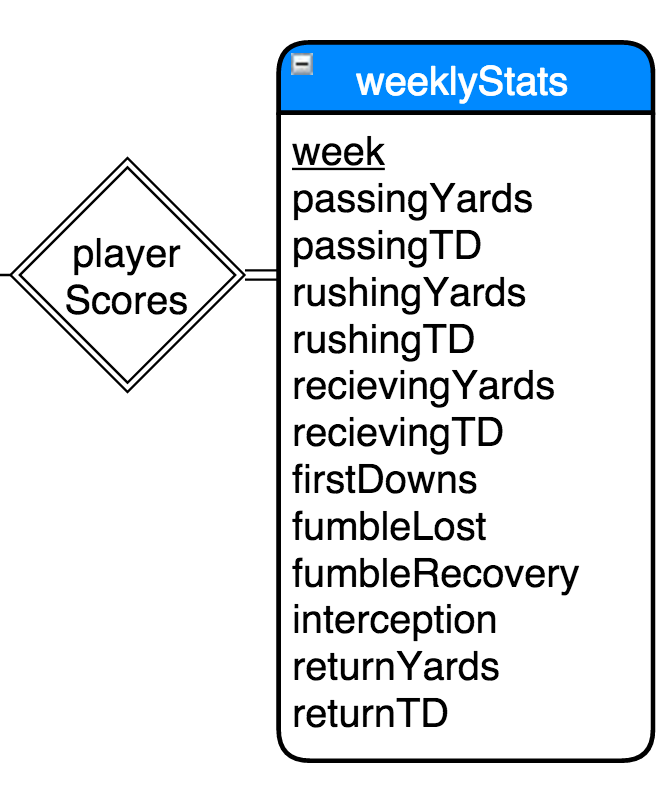 weeklyStats
player
Scores
week
passingYards
passingTD
rushingYards
rushingTD
recievingYards
recievingTD
firstDowns
fumbleLost
fumbleRecovery
interception
returnYards
returnTD